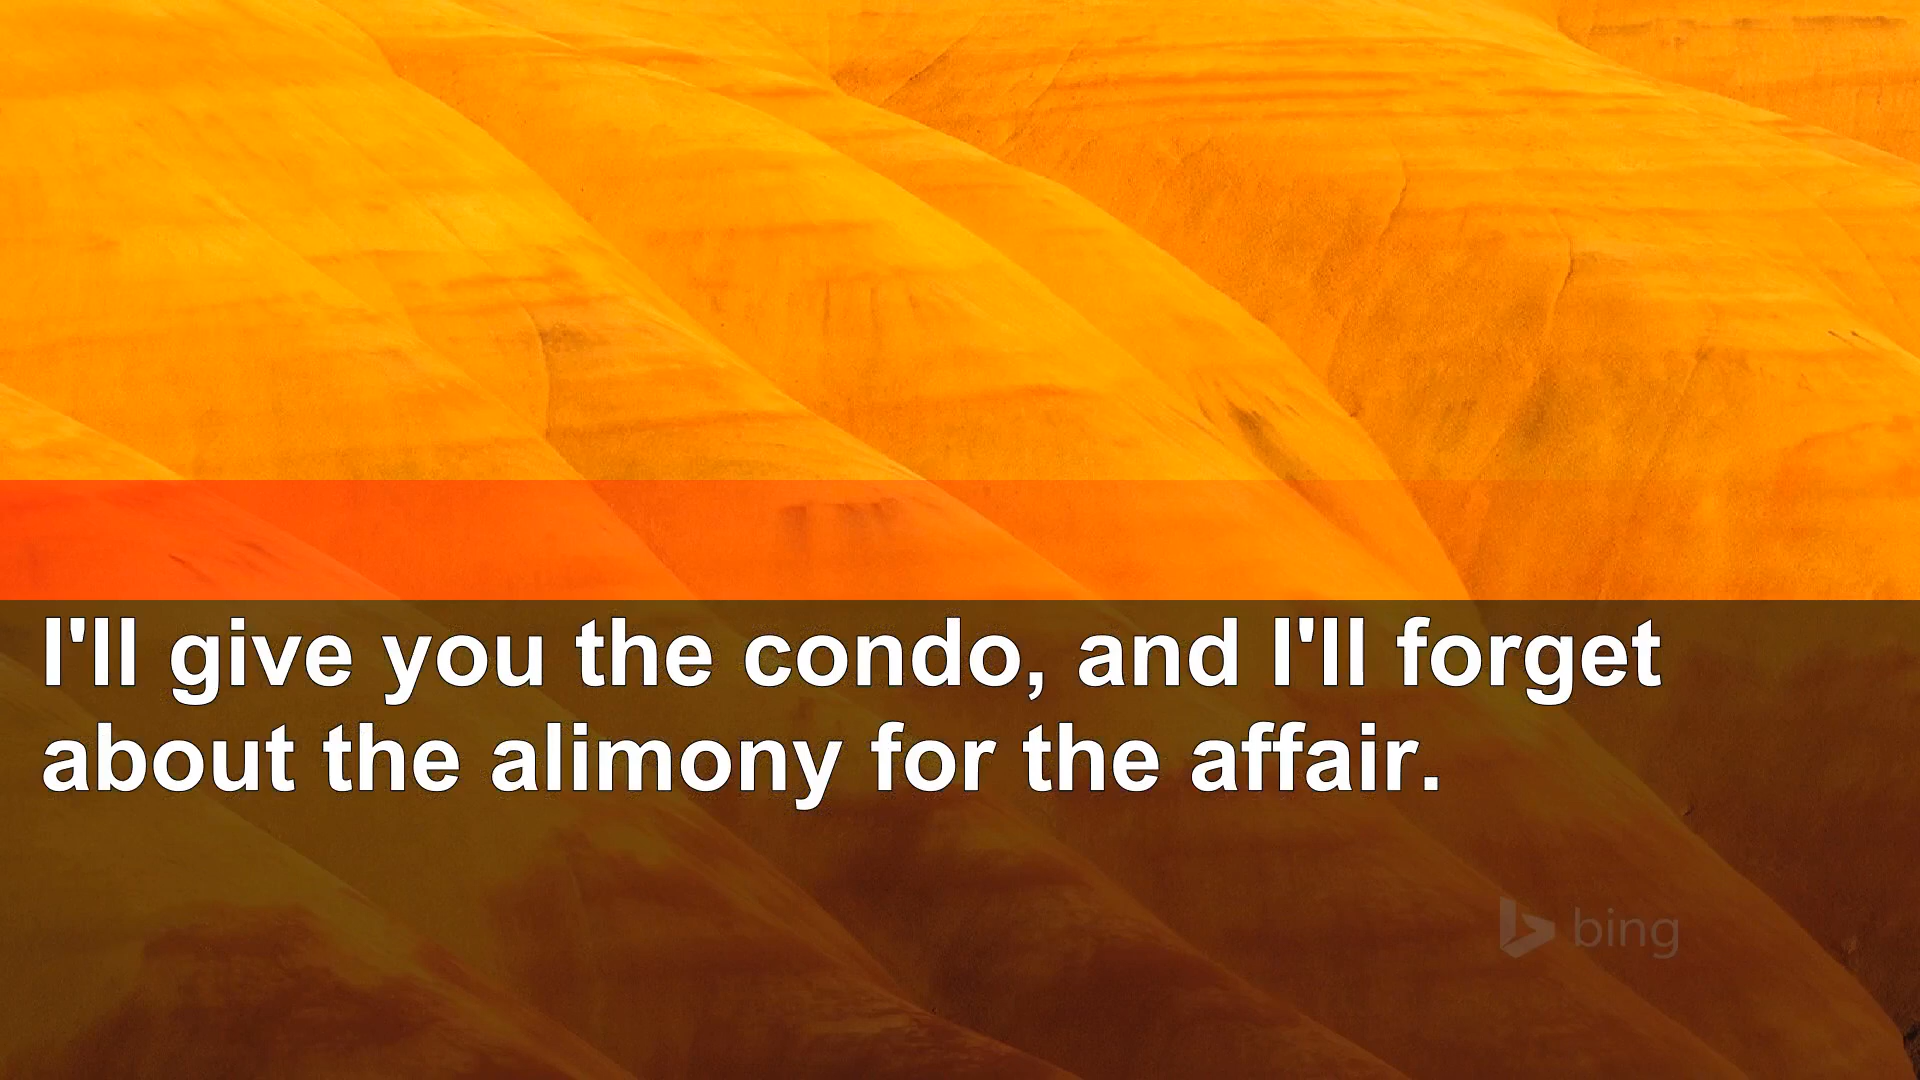 I'll give you the condo, and I'll forget
about the alimony for the affair.
bing